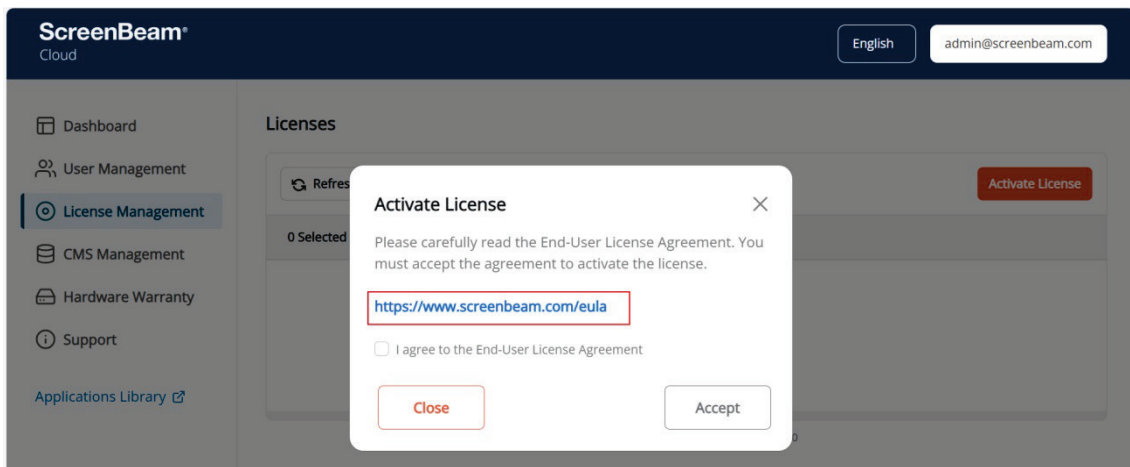 ScreenBeam®
Cloud
English
admin@screenbeam.com
Dashboard
User Management
License Management
CMS Management
Hardware Warranty
Support
Applications Library
Licenses
Activate License
0 Selected
Activate License
Please carefully read the End-User License Agreement. You
must accept the agreement to activate the license.
https://www.screenbeam.com/eula
I agree to the End-User License Agreement
Close
Accept